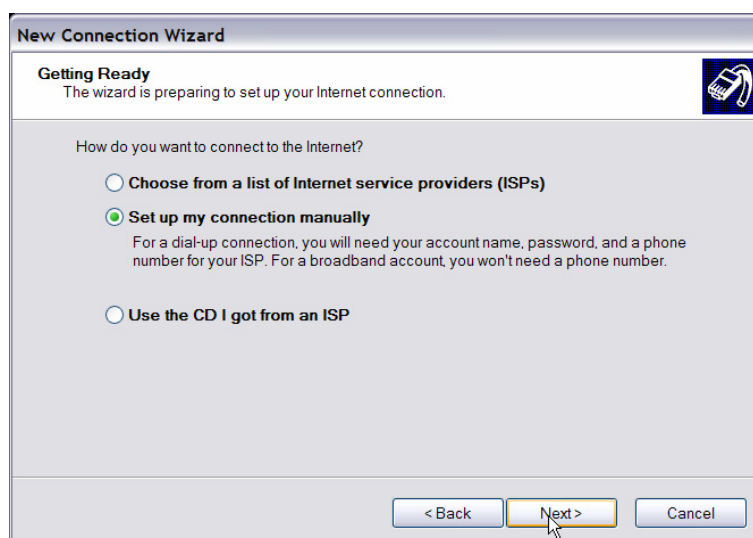 New Connection Wizard
Getting Ready
The wizard is preparing to set up your Internet connection.
How do you want to connect to the Internet?
Choose from a list of Internet service providers (ISPs)
Set up my connection manually
For a dial-up connection, you will need your account name, password, and a phone
number for your ISP. For a broadband account, you won't need a phone number.
Use the CD I got from an ISP
< Back Next > Cancel